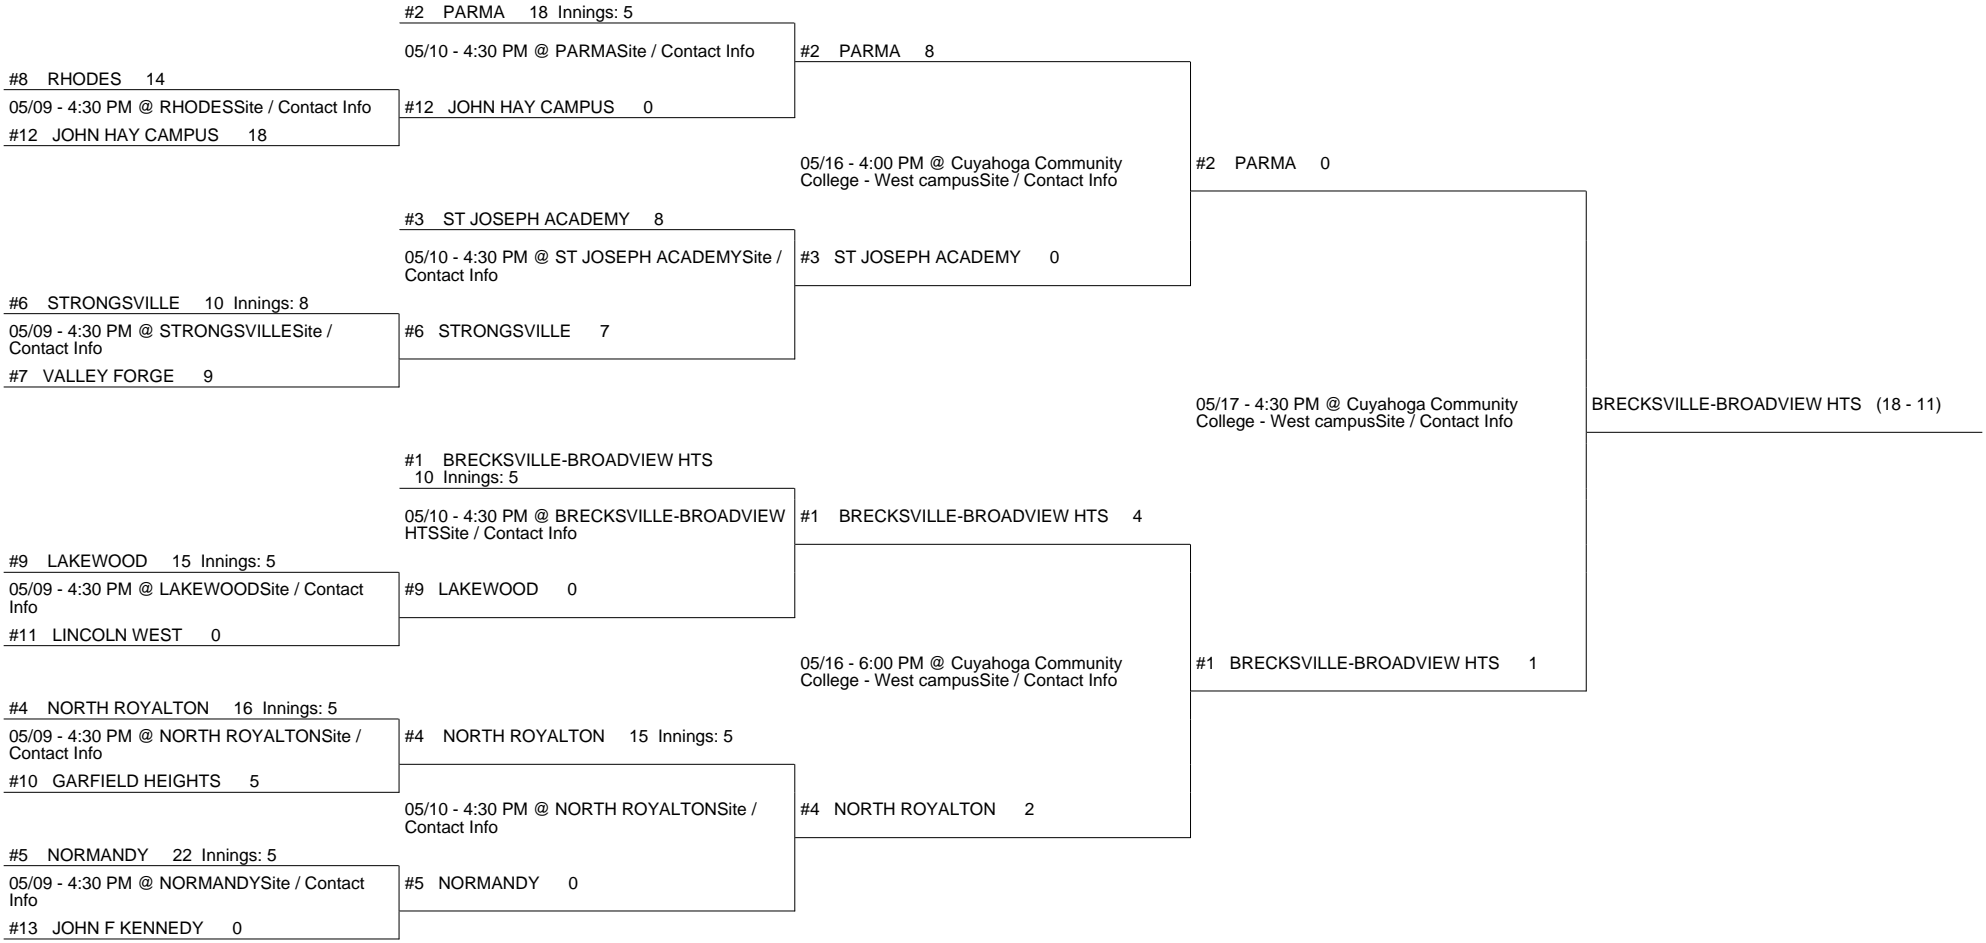 #2 PARMA 18 Innings: 5
05/10 - 4:30 PM @ PARMASite / Contact Info
#12 JOHN HAY CAMPUS 0
#8 RHODES 14
05/09 - 4:30 PM @ RHODESSite / Contact Info
#12 JOHN HAY CAMPUS 18
#2 PARMA 8
05/16 - 4:00 PM @ Cuyahoga Community
College - West campusSite / Contact Info
#3 ST JOSEPH ACADEMY 0
#3 ST JOSEPH ACADEMY 8
05/10 - 4:30 PM @ ST JOSEPH ACADEMYSite /
Contact Info
#6 STRONGSVILLE 7
#6 STRONGSVILLE 10 Innings: 8
05/09 - 4:30 PM @ STRONGSVILLESite /
Contact Info
#7 VALLEY FORGE 9
#2 PARMA 0
05/17 - 4:30 PM @ Cuyahoga Community
College - West campusSite / Contact Info
#1 BRECKSVILLE-BROADVIEW HTS 1
BRECKSVILLE-BROADVIEW HTS (18 - 11)
#1 BRECKSVILLE-BROADVIEW HTS
10 Innings: 5
05/10 - 4:30 PM @ BRECKSVILLE-BROADVIEW
HTSSite / Contact Info
#9 LAKEWOOD 0
#9 LAKEWOOD 15 Innings: 5
05/09 - 4:30 PM @ LAKEWOODSite / Contact
Info
#11 LINCOLN WEST 0
#1 BRECKSVILLE-BROADVIEW HTS 4
05/16 - 6:00 PM @ Cuyahoga Community
College - West campusSite / Contact Info
#4 NORTH ROYALTON 2
#4 NORTH ROYALTON 16 Innings: 5
05/09 - 4:30 PM @ NORTH ROYALTONSite /
Contact Info
#10 GARFIELD HEIGHTS 5
#4 NORTH ROYALTON 15 Innings: 5
05/10 - 4:30 PM @ NORTH ROYALTONSite /
Contact Info
#5 NORMANDY 0
#5 NORMANDY 22 Innings: 5
05/09 - 4:30 PM @ NORMANDYSite / Contact
Info
#13 JOHN F KENNEDY 0